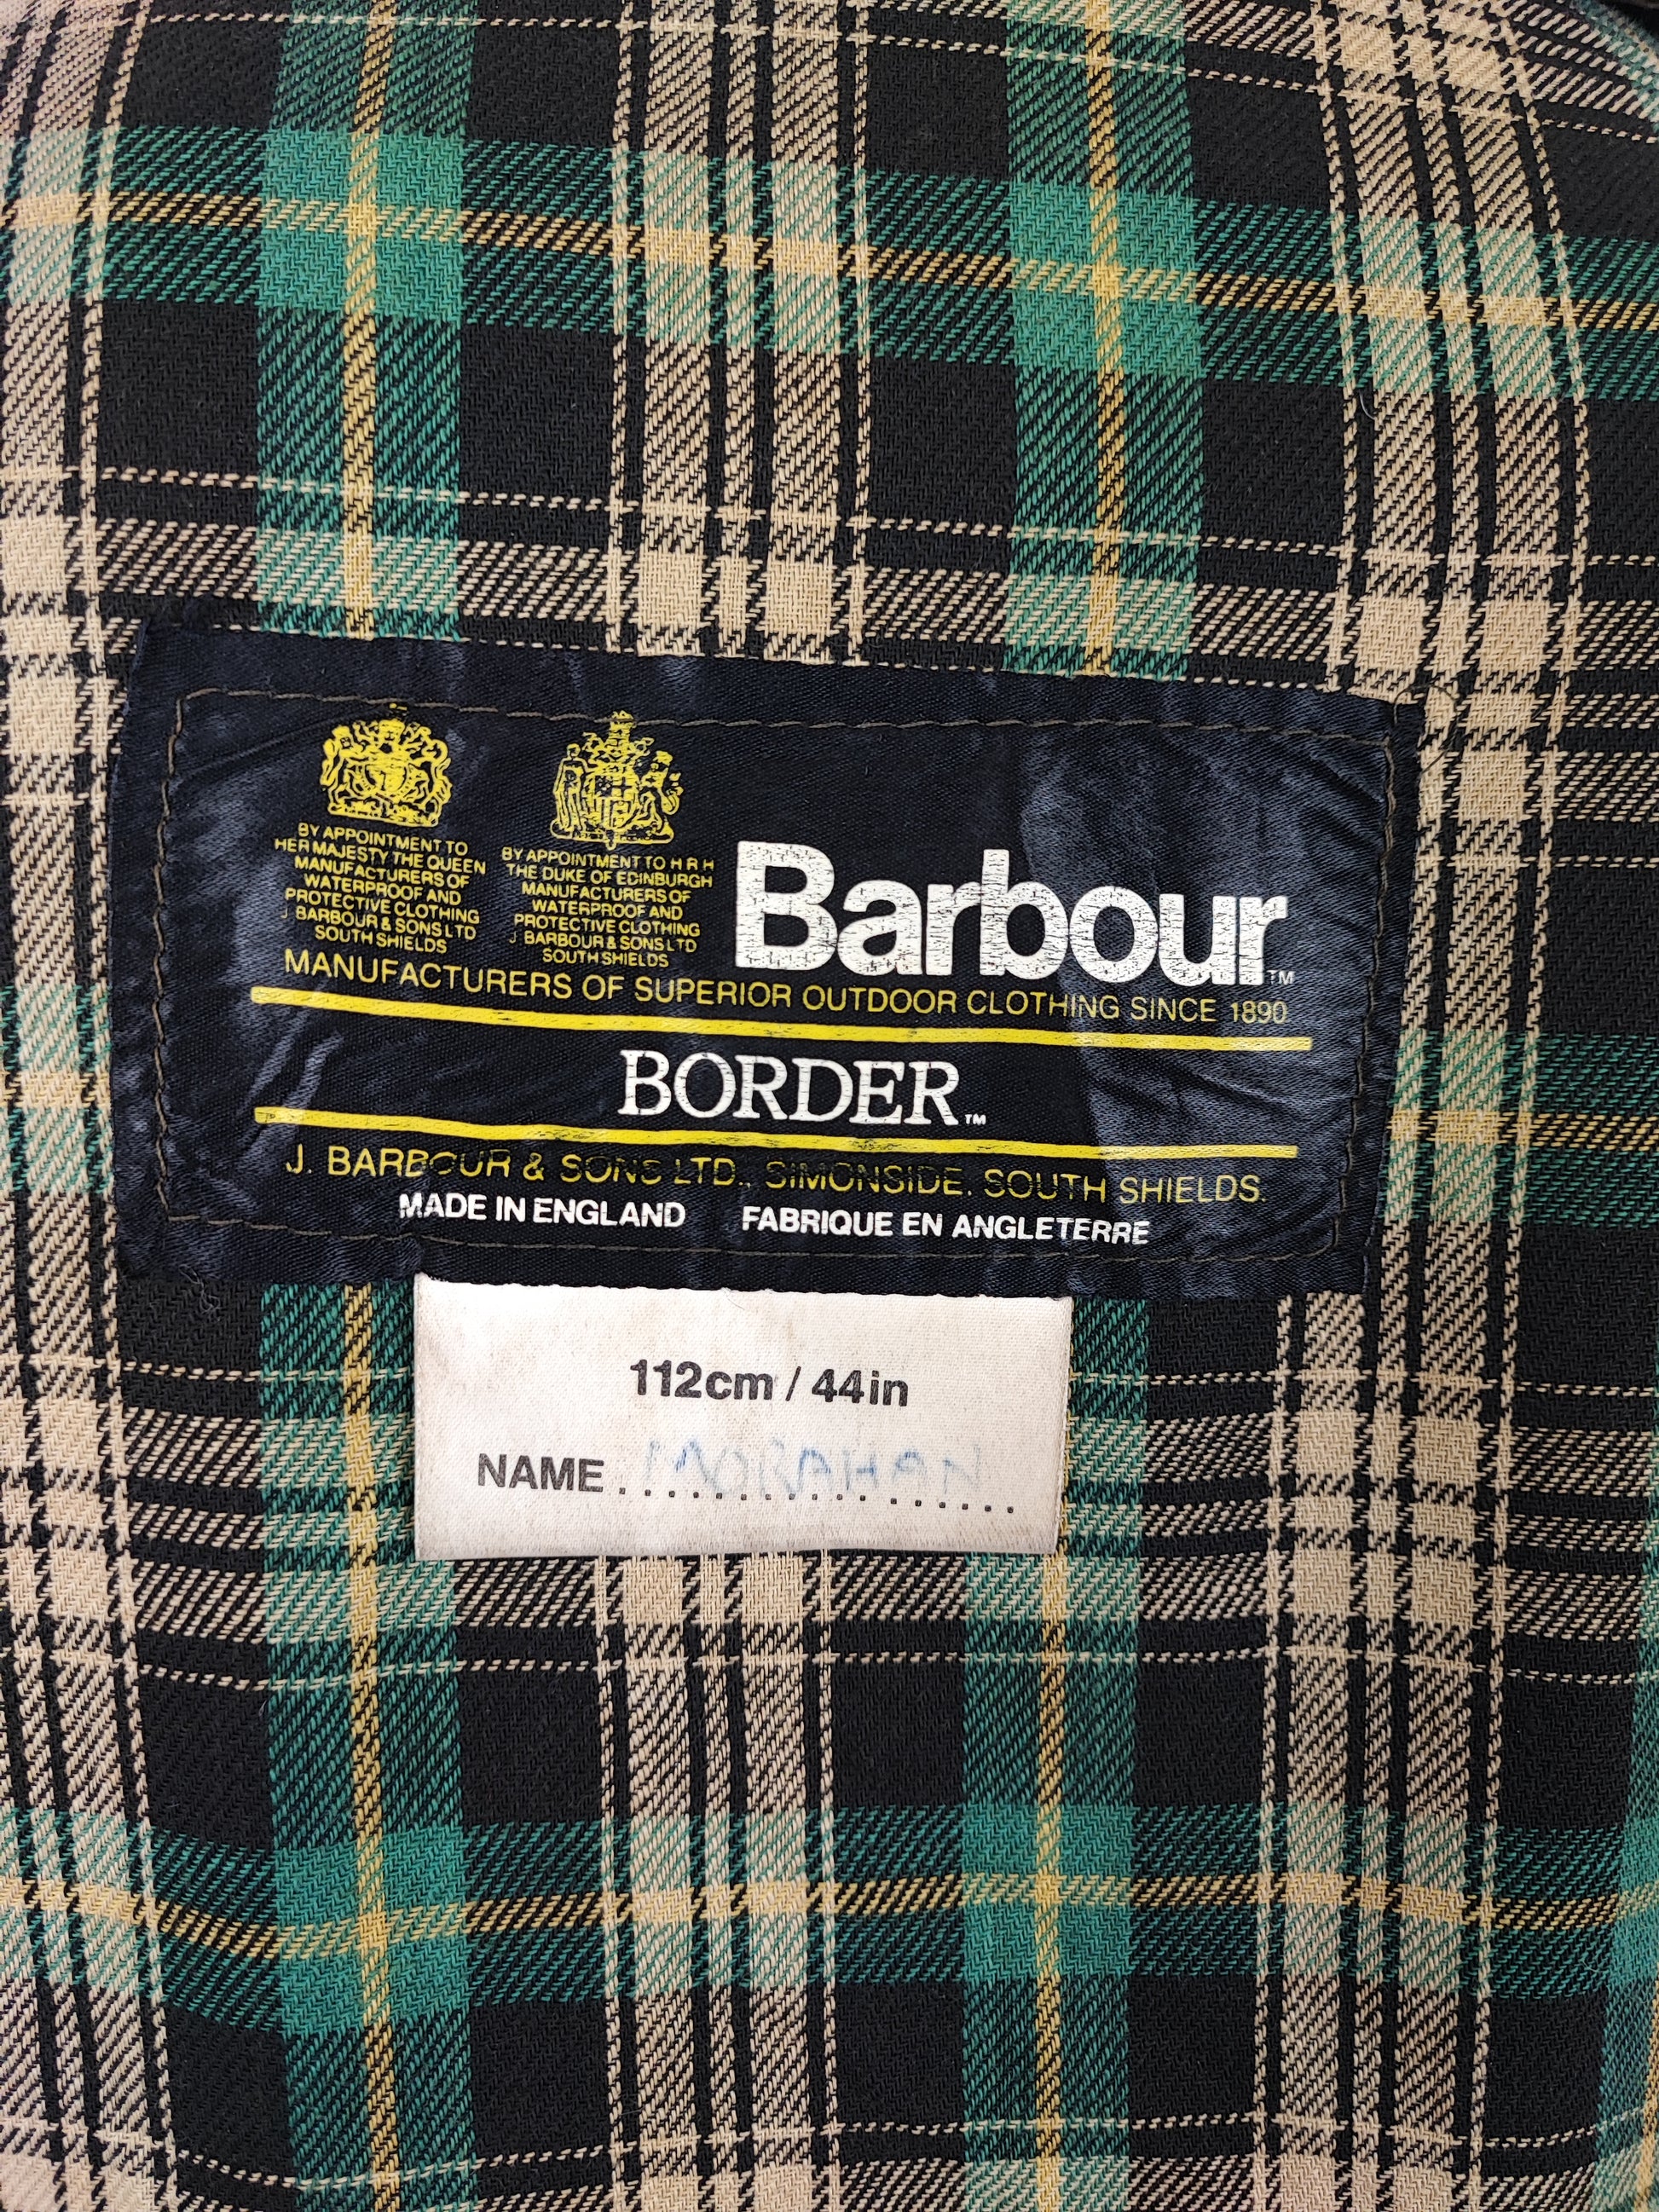 BY APPOINTMENT TO
HER MAJESTY THE QUEEN
MANUFACTURERS OF
WATERPROOF AND
PROTECTIVE CLOTHING
J BARBOUR & SONS LTD
SOUTH SHIELDS
BY APPOINTMENT TO H R H
THE DUKE OF EDINBURGH
MANUFACTURERS OF
WATERPROOF AND
PROTECTIVE CLOTHING
J BARBOUR & SONS LTD
SOUTH SHIELDS
Barbour™
MANUFACTURERS OF SUPERIOR OUTDOOR CLOTHING SINCE 1890
BORDER™
J. BARBOUR & SONS LTD., SIMONSIDE. SOUTH SHIELDS.
MADE IN ENGLAND FABRIQUE EN ANGLETERRE
112cm / 44in
NAME MORAHAN